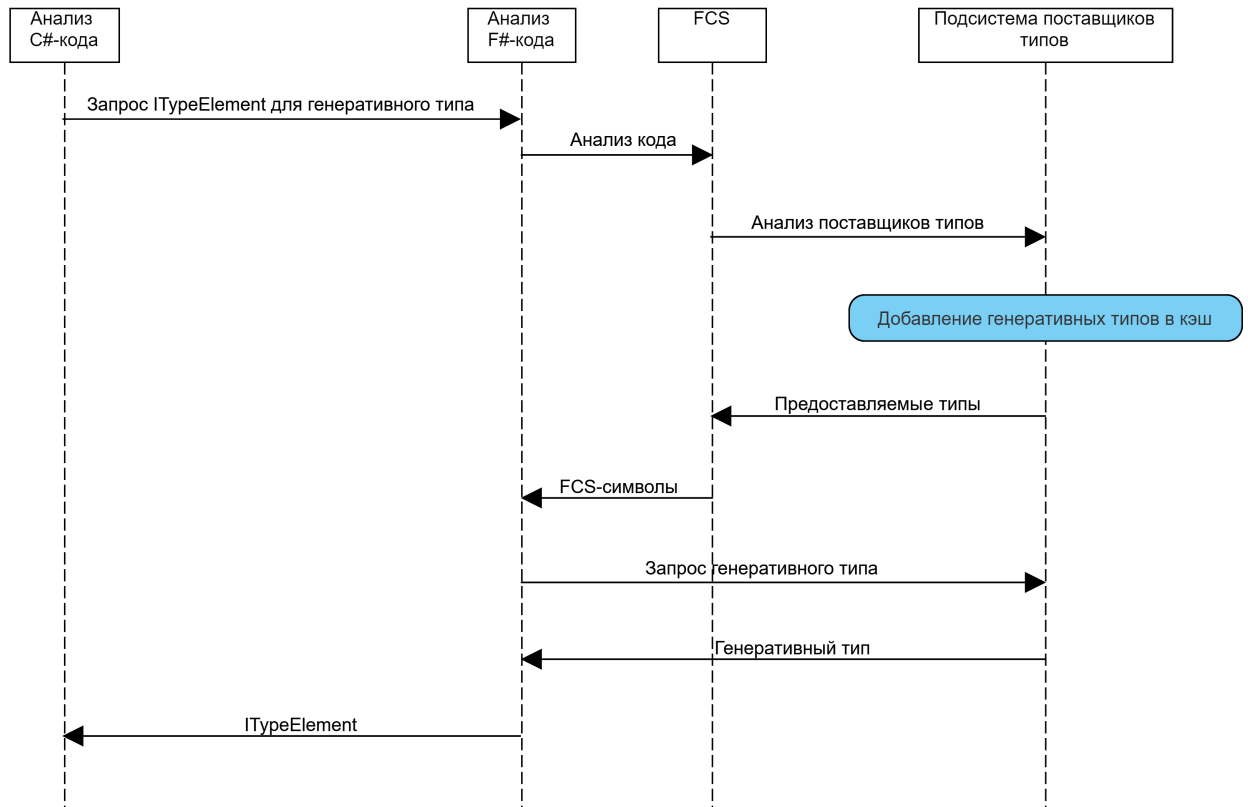 Анализ
C#-кода
Анализ
F#-кода
FCS
Подсистема поставщиков
типов
Запрос ITypeElement для генеративного типа
Анализ кода
Анализ поставщиков типов
Добавление генеративных типов в кэш
Предоставляемые типы
FCS-символы
Запрос генеративного типа
Генеративный тип
ITypeElement